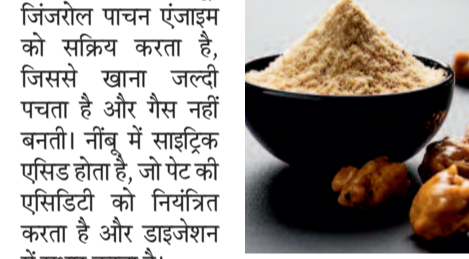 जिंजरोल पाचन एंजाइम
को सक्रिय करता है,
जिससे खाना जल्दी
पचता है और गैस नहीं
बनती। नींबू में साइट्रिक
एसिड होता है, जो पेट की
एसिडिटी को नियंत्रित
करता है और डाइजेशन